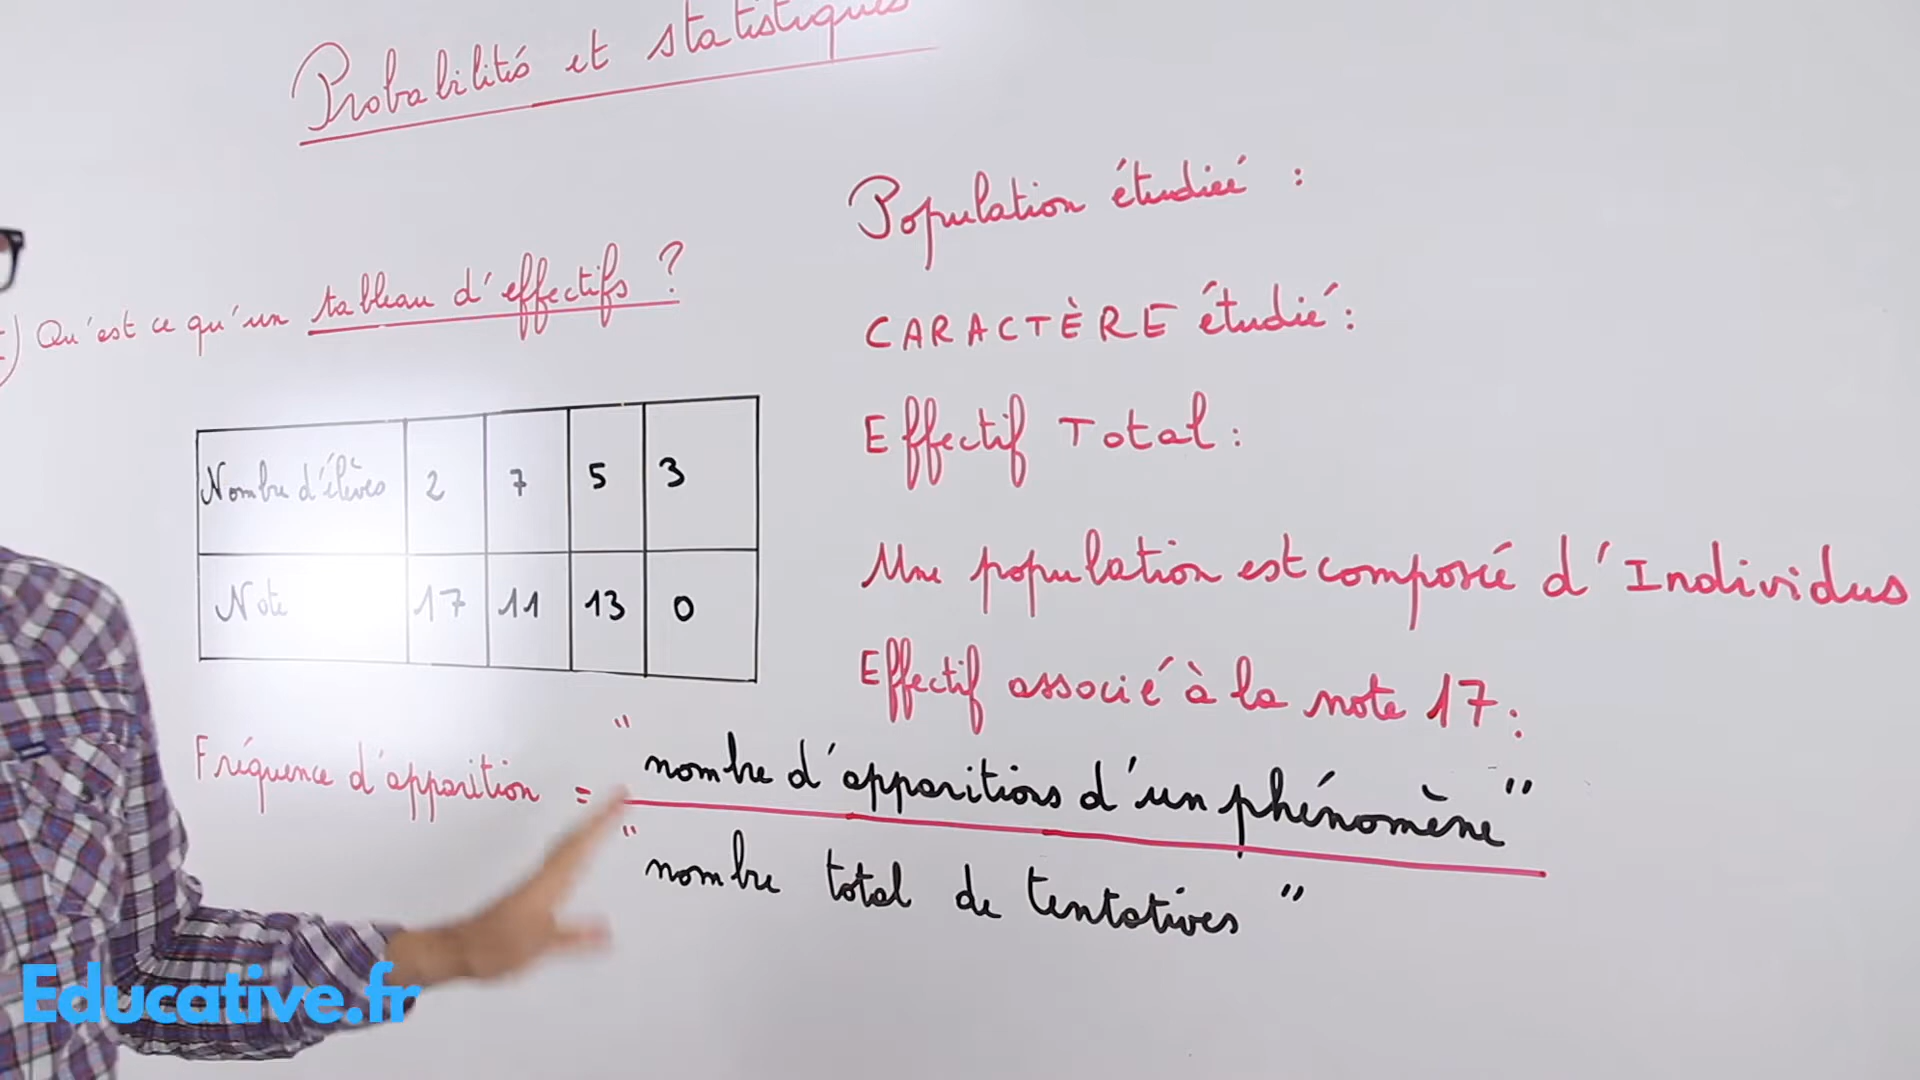 Probabilités et statistiques
I) Qu'est ce qu'un tableau d'effectifs ?
Nombre d'élèves 2 7 5 3
Note 17 11 13 0
Population étudiée :
CARACTÈRE étudié :
Effectif Total :
Une population est composée d'Individus
Effectif associé à la note 17 :
Fréquence d'apparition = "nombre d'apparitions d'un phénomène"
"nombre total de tentatives"
Educative.fr